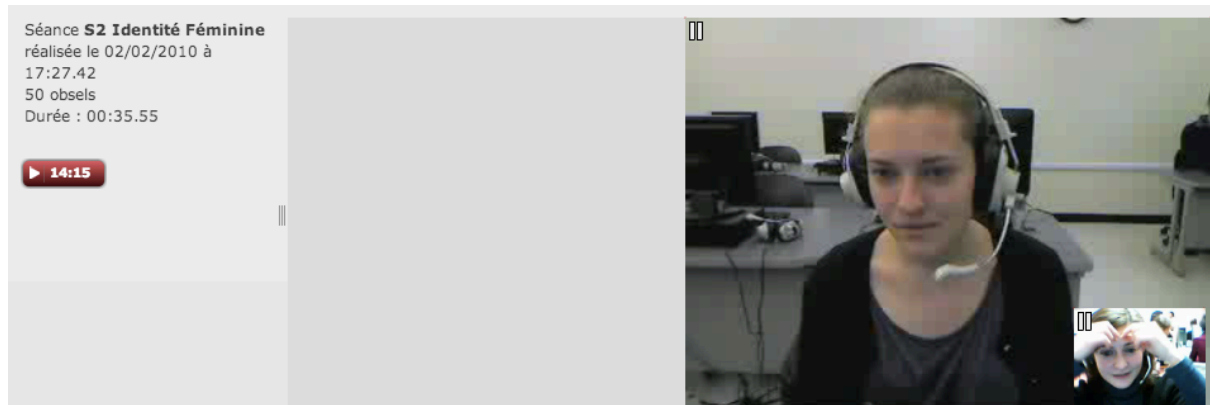 Séance S2 Identité Féminine
réalisée le 02/02/2010 à
17:27.42
50 obsels
Durée : 00:35.55
14:15